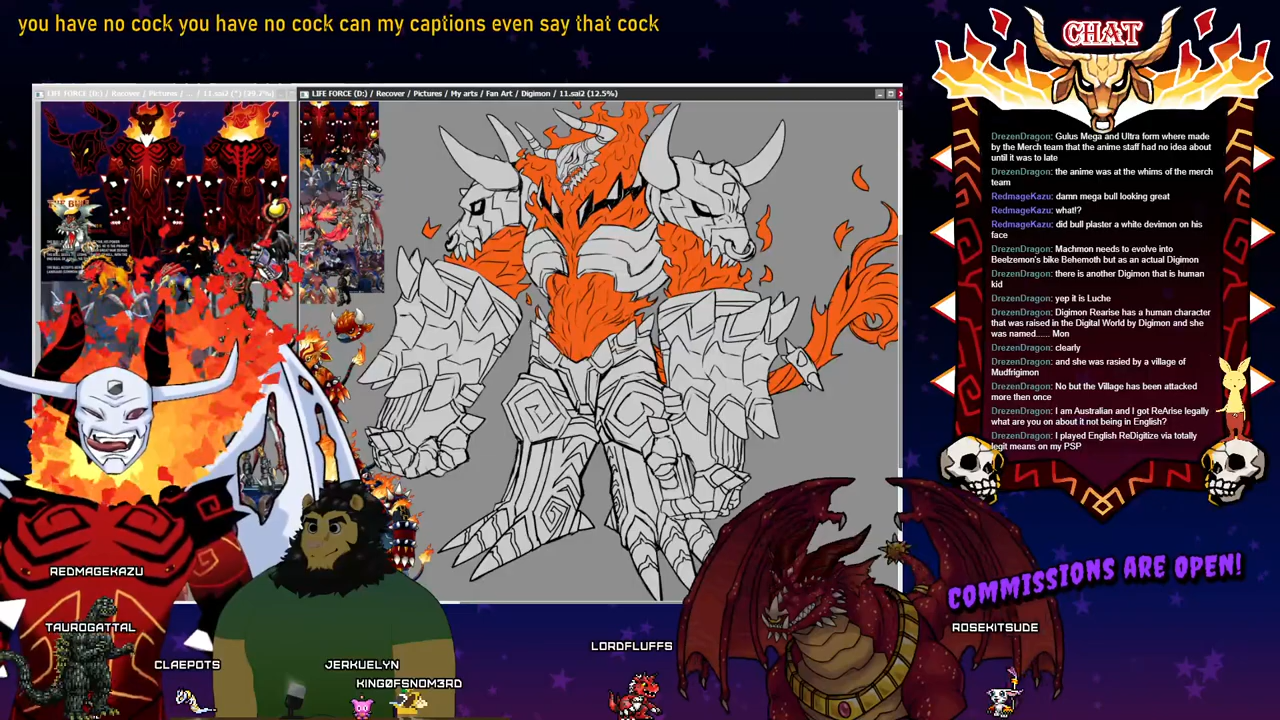 you have no cock you have no cock can my captions even say that cock
CHAT
LIFE FORCE (D:) / Recover / Pictures / ... / 11.sai2 (*) (29.2%)
LIFE FORCE (D:) / Recover / Pictures / My arts / Fan Art / Digimon / 11.sai2 (12.5%)
DrezenDragon: Gulus Mega and Ultra form where made
by the Merch team that the anime staff had no idea about
until it was to late
DrezenDragon: the anime was at the whims of the merch
team
RedmageKazu: damn mega bull looking great
RedmageKazu: what!?
RedmageKazu: did bull plaster a white devimon on his
face
DrezenDragon: Machmon needs to evolve into
Beelzemon's bike Behemoth but as an actual Digimon
DrezenDragon: there is another Digimon that is human
kid
DrezenDragon: yep it is Luche
DrezenDragon: Digimon Rearise has a human character
that was raised in the Digital World by Digimon and she
was named...... Mon
DrezenDragon: clearly
DrezenDragon: and she was rasied by a village of
Mudfrigimon
DrezenDragon: No but the Village has been attacked
more then once
DrezenDragon: I am Australian and I got ReArise legally
what are you on about it not being in English?
DrezenDragon: I played English ReDigitize via totally
legit means on my PSP
COMMISSIONS ARE OPEN!
REDMAGEKAZU
TAUROGATTAL
ROSEKITSUDE
LORDFLUFFS
CLAEPOTS
JERKUELYN
KING0FSNOM3RD